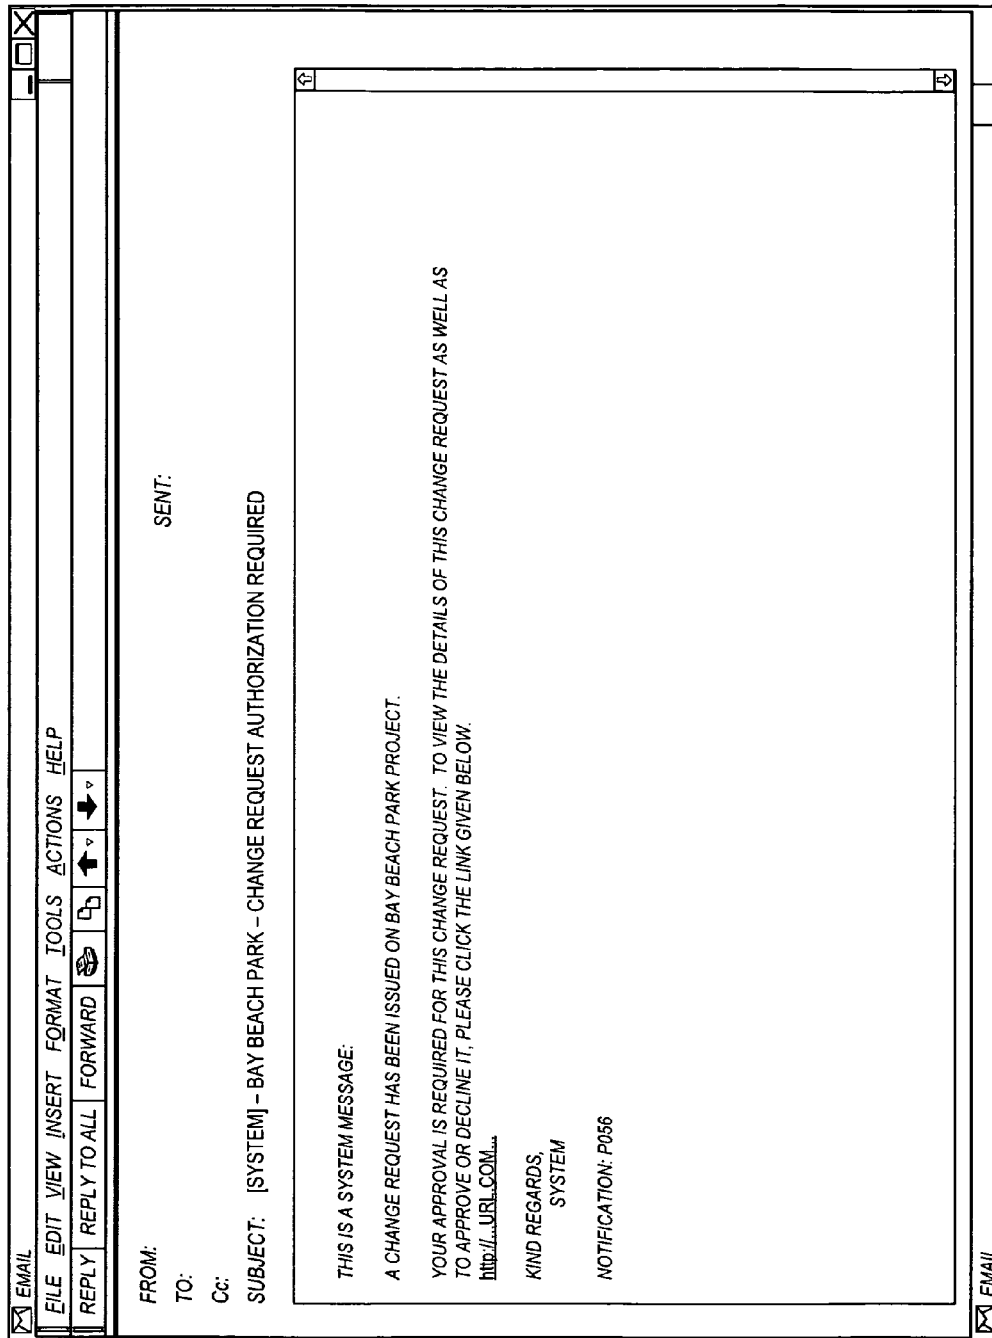 EMAIL
FILE EDIT VIEW INSERT FORMAT TOOLS ACTIONS HELP
REPLY REPLY TO ALL FORWARD
FROM: SENT:
TO:
Cc:
SUBJECT: [SYSTEM] – BAY BEACH PARK – CHANGE REQUEST AUTHORIZATION REQUIRED
THIS IS A SYSTEM MESSAGE:
A CHANGE REQUEST HAS BEEN ISSUED ON BAY BEACH PARK PROJECT.
YOUR APPROVAL IS REQUIRED FOR THIS CHANGE REQUEST. TO VIEW THE DETAILS OF THIS CHANGE REQUEST AS WELL AS
TO APPROVE OR DECLINE IT, PLEASE CLICK THE LINK GIVEN BELOW.
http://...URL.COM...
KIND REGARDS,
SYSTEM
NOTIFICATION: P056
EMAIL